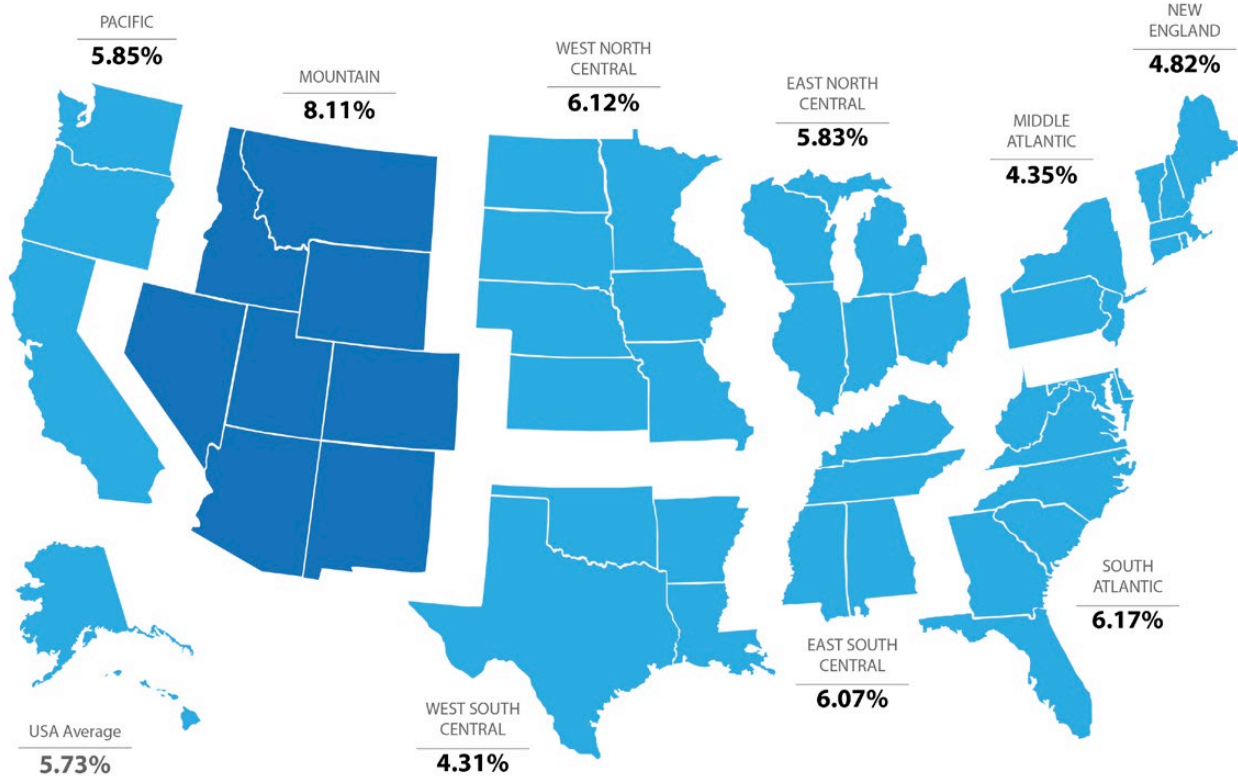 PACIFIC
5.85%
MOUNTAIN
8.11%
WEST NORTH
CENTRAL
6.12%
EAST NORTH
CENTRAL
5.83%
MIDDLE
ATLANTIC
4.35%
NEW
ENGLAND
4.82%
SOUTH
ATLANTIC
6.17%
EAST SOUTH
CENTRAL
6.07%
WEST SOUTH
CENTRAL
4.31%
USA Average
5.73%